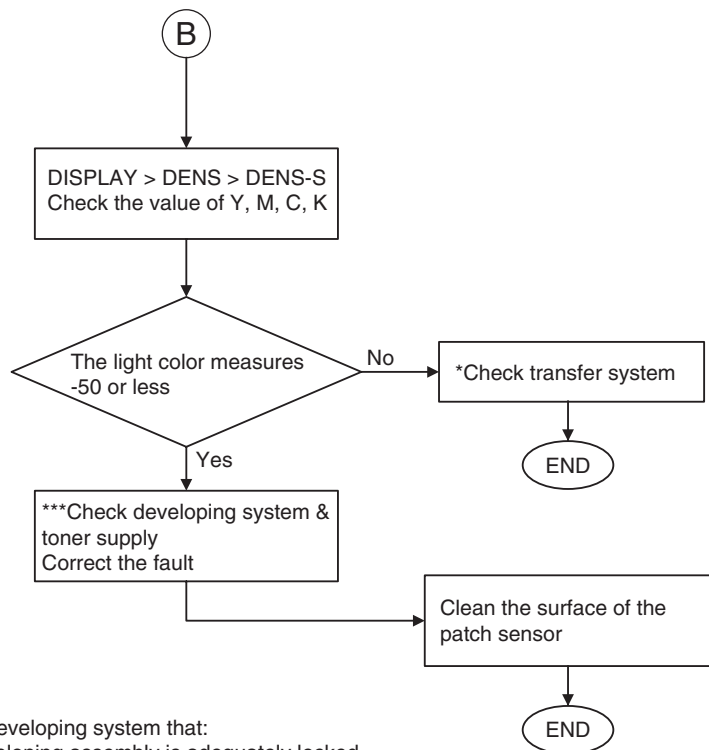 B
DISPLAY > DENS > DENS-S
Check the value of Y, M, C, K
The light color measures
-50 or less
No
*Check transfer system
END
Yes
***Check developing system &
toner supply
Correct the fault
Clean the surface of the
patch sensor
END
eveloping system that: